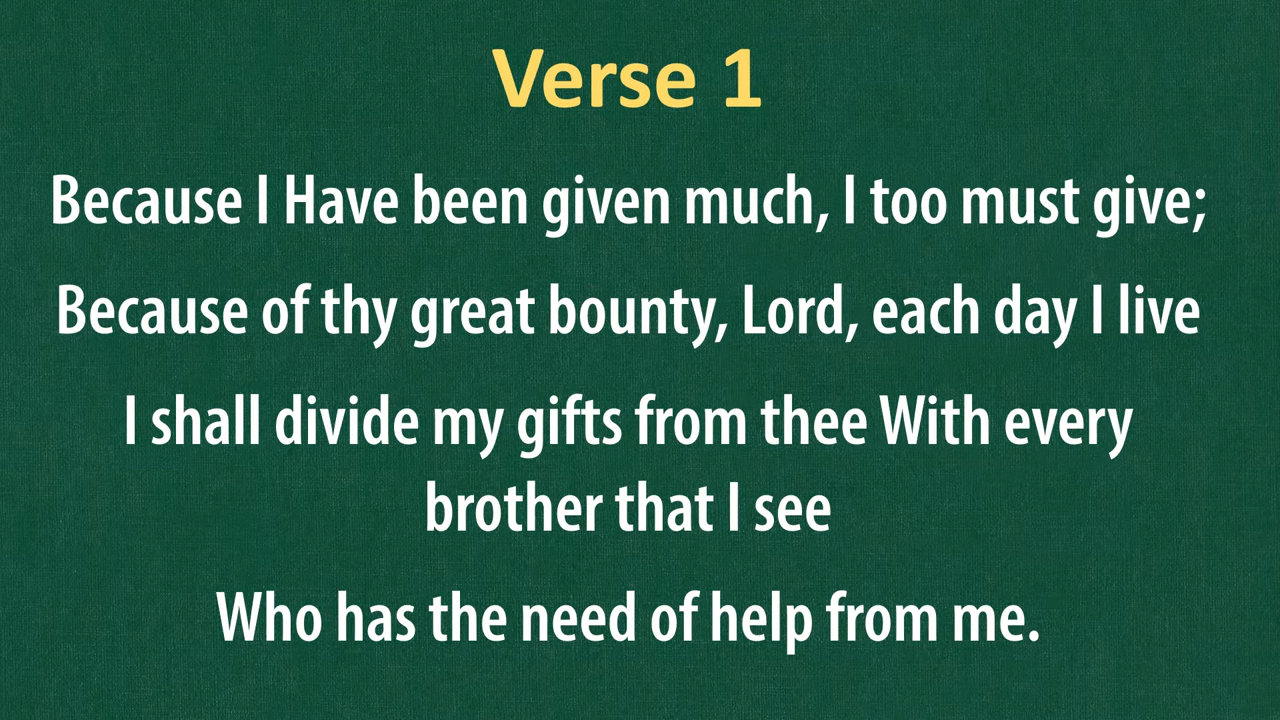 Verse 1
Because I Have been given much, I too must give;
Because of thy great bounty, Lord, each day I live
I shall divide my gifts from thee With every
brother that I see
Who has the need of help from me.